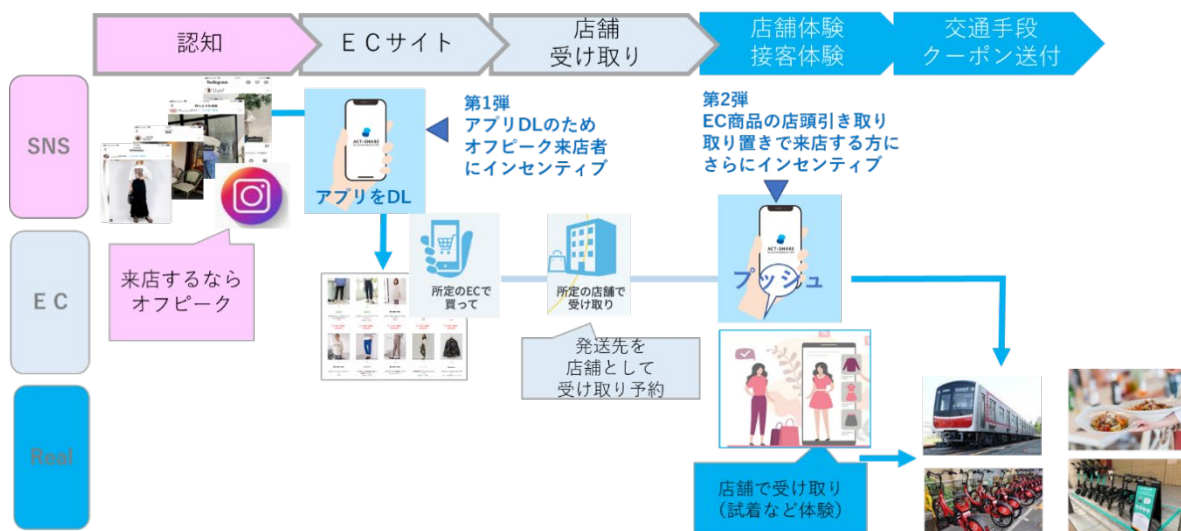 認知
ECサイト
店舗
受け取り
店舗体験
接客体験
交通手段
クーポン送付
SNS
Instagram
ACT-SHARE
アプリをDL
第1弾
アプリDLのため
オフピーク来店者
にインセンティブ
第2弾
EC商品の店頭引き取り
取り置きで来店する方に
さらにインセンティブ
来店するなら
オフピーク
EC
所定のECで
買って
所定の店舗で
受け取り
ACT-SHARE
プッシュ
発送先を
店舗として
受け取り予約
Real
店舗で受け取り
（試着など体験）